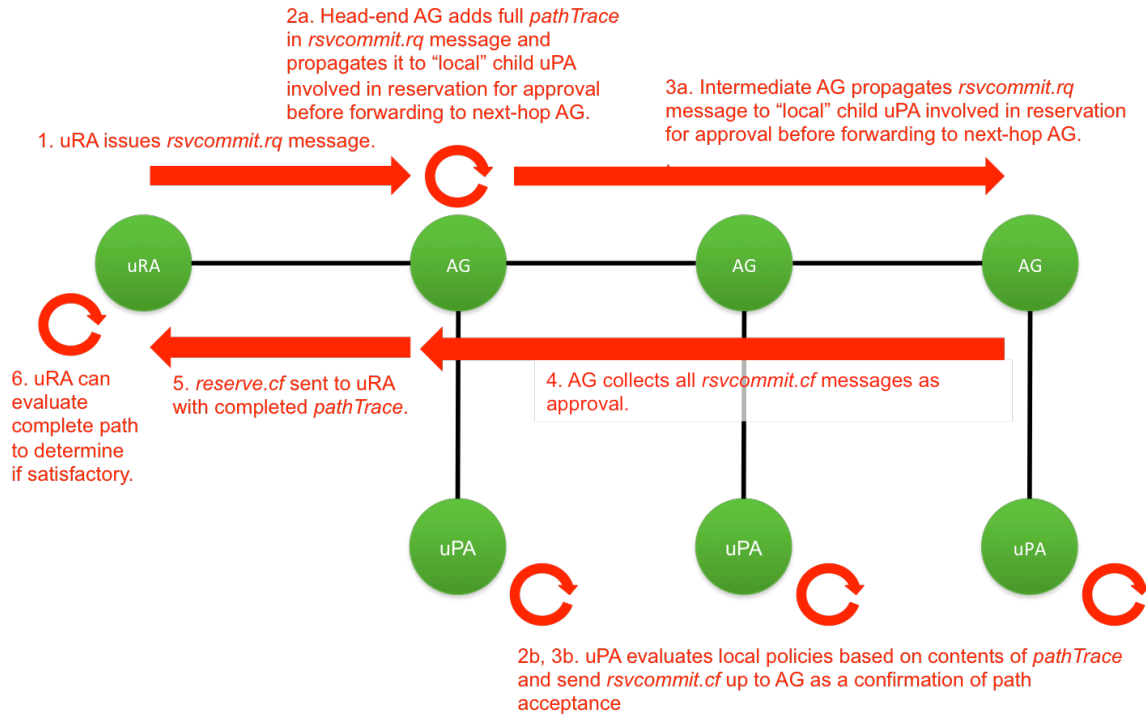 2a. Head-end AG adds full pathTrace
in rsvcommit.rq message and
propagates it to “local” child uPA
involved in reservation for approval
before forwarding to next-hop AG.
3a. Intermediate AG propagates rsvcommit.rq
message to “local” child uPA involved in reservation
for approval before forwarding to next-hop AG.
.
1. uRA issues rsvcommit.rq message.
uRA
AG
AG
AG
6. uRA can
evaluate
complete path
to determine
if satisfactory.
5. reserve.cf sent to uRA
with completed pathTrace.
4. AG collects all rsvcommit.cf messages as
approval.
uPA
uPA
uPA
2b, 3b. uPA evaluates local policies based on contents of pathTrace
and send rsvcommit.cf up to AG as a confirmation of path
acceptance